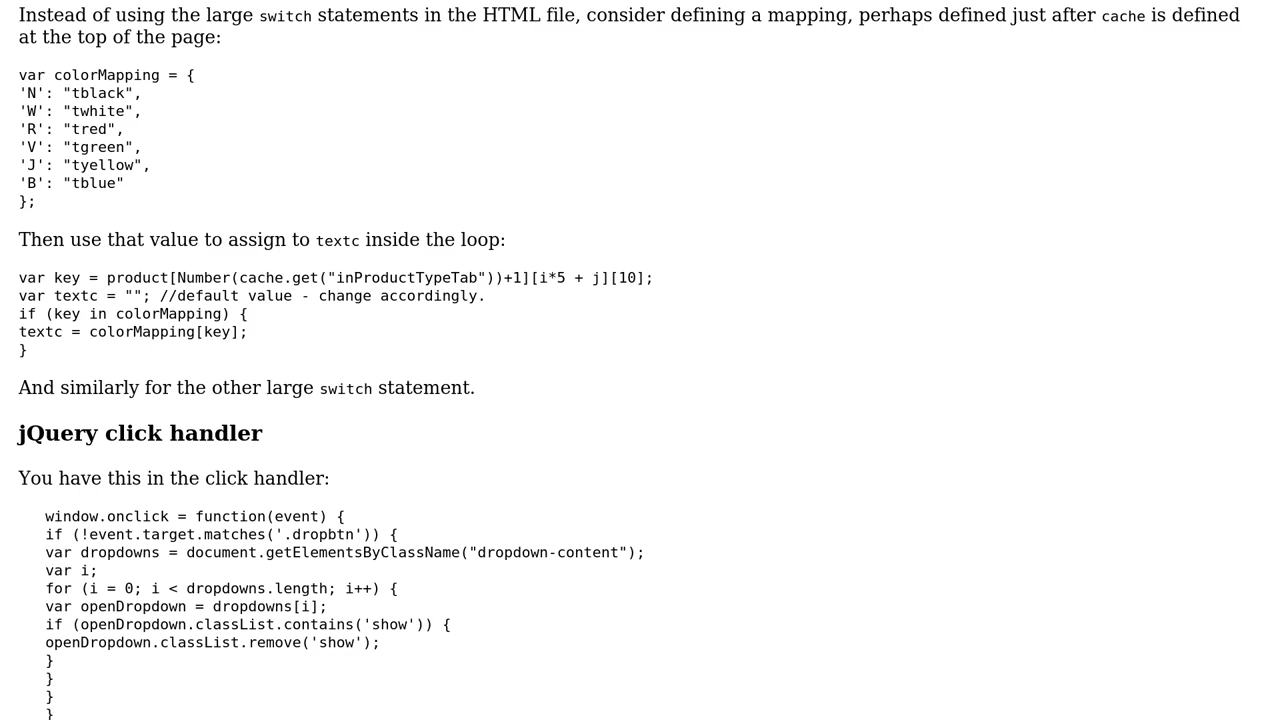 Instead of using the large switch statements in the HTML file, consider defining a mapping, perhaps defined just after cache is defined
at the top of the page:
var colorMapping = {
'N': "tblack",
'W': "twhite",
'R': "tred",
'V': "tgreen",
'J': "tyellow",
'B': "tblue"
};
Then use that value to assign to textc inside the loop:
var key = product[Number(cache.get("inProductTypeTab"))+1][i*5 + j][10];
var textc = ""; //default value - change accordingly.
if (key in colorMapping) {
textc = colorMapping[key];
}
And similarly for the other large switch statement.
jQuery click handler
You have this in the click handler:
window.onclick = function(event) {
if (!event.target.matches('.dropbtn')) {
var dropdowns = document.getElementsByClassName("dropdown-content");
var i;
for (i = 0; i < dropdowns.length; i++) {
var openDropdown = dropdowns[i];
if (openDropdown.classList.contains('show')) {
openDropdown.classList.remove('show');
}
}
}
}